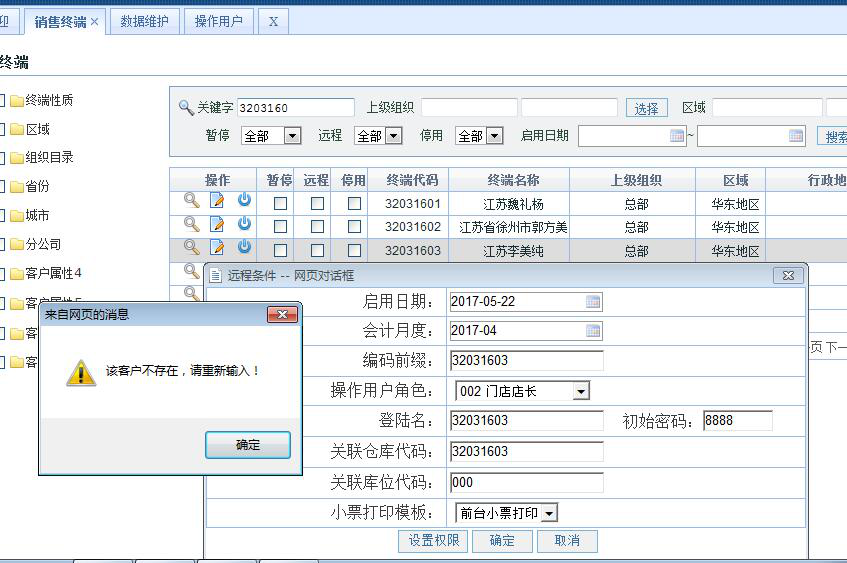 迎 销售终端 × 数据维护 操作用户 X
终端
终端性质
区域
组织目录
省份
城市
分公司
客户属性4
客户属性5
客
客
关键字 3203160 上级组织 选择 区域
暂停 全部 远程 全部 停用 全部 启用日期 ~ 搜索
操作 暂停 远程 停用 终端代码 终端名称 上级组织 区域 行政地
32031601 江苏魏礼杨 总部 华东地区
32031602 江苏省徐州市郭方美 总部 华东地区
32031603 江苏李美纯 总部 华东地区
页 下一
远程条件 -- 网页对话框
启用日期： 2017-05-22
会计月度： 2017-04
编码前缀： 32031603
操作用户角色： 002 门店店长
登陆名： 32031603 初始密码： 8888
关联仓库代码： 32031603
关联库位代码： 000
小票打印模板： 前台小票打印
设置权限 确定 取消
来自网页的消息
该客户不存在，请重新输入！
确定